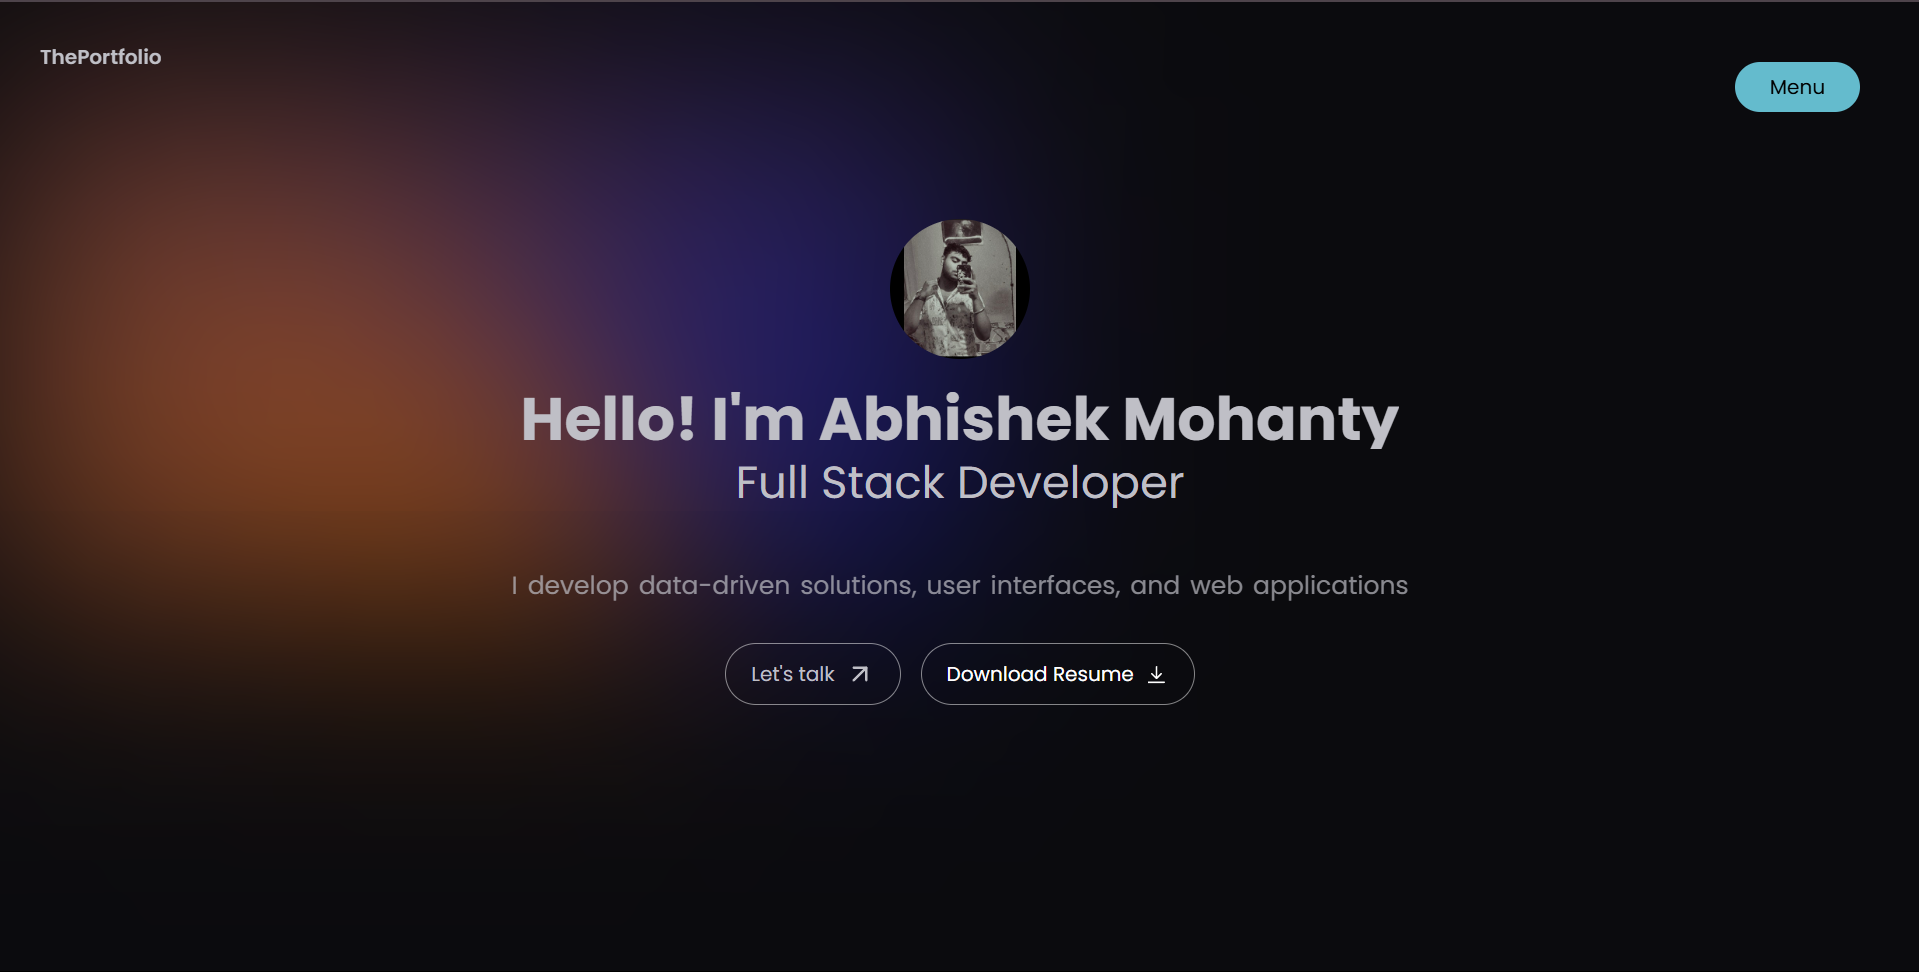 ThePortfolio
Menu
Hello! I'm Abhishek Mohanty
Full Stack Developer
I develop data-driven solutions, user interfaces, and web applications
Let's talk
Download Resume